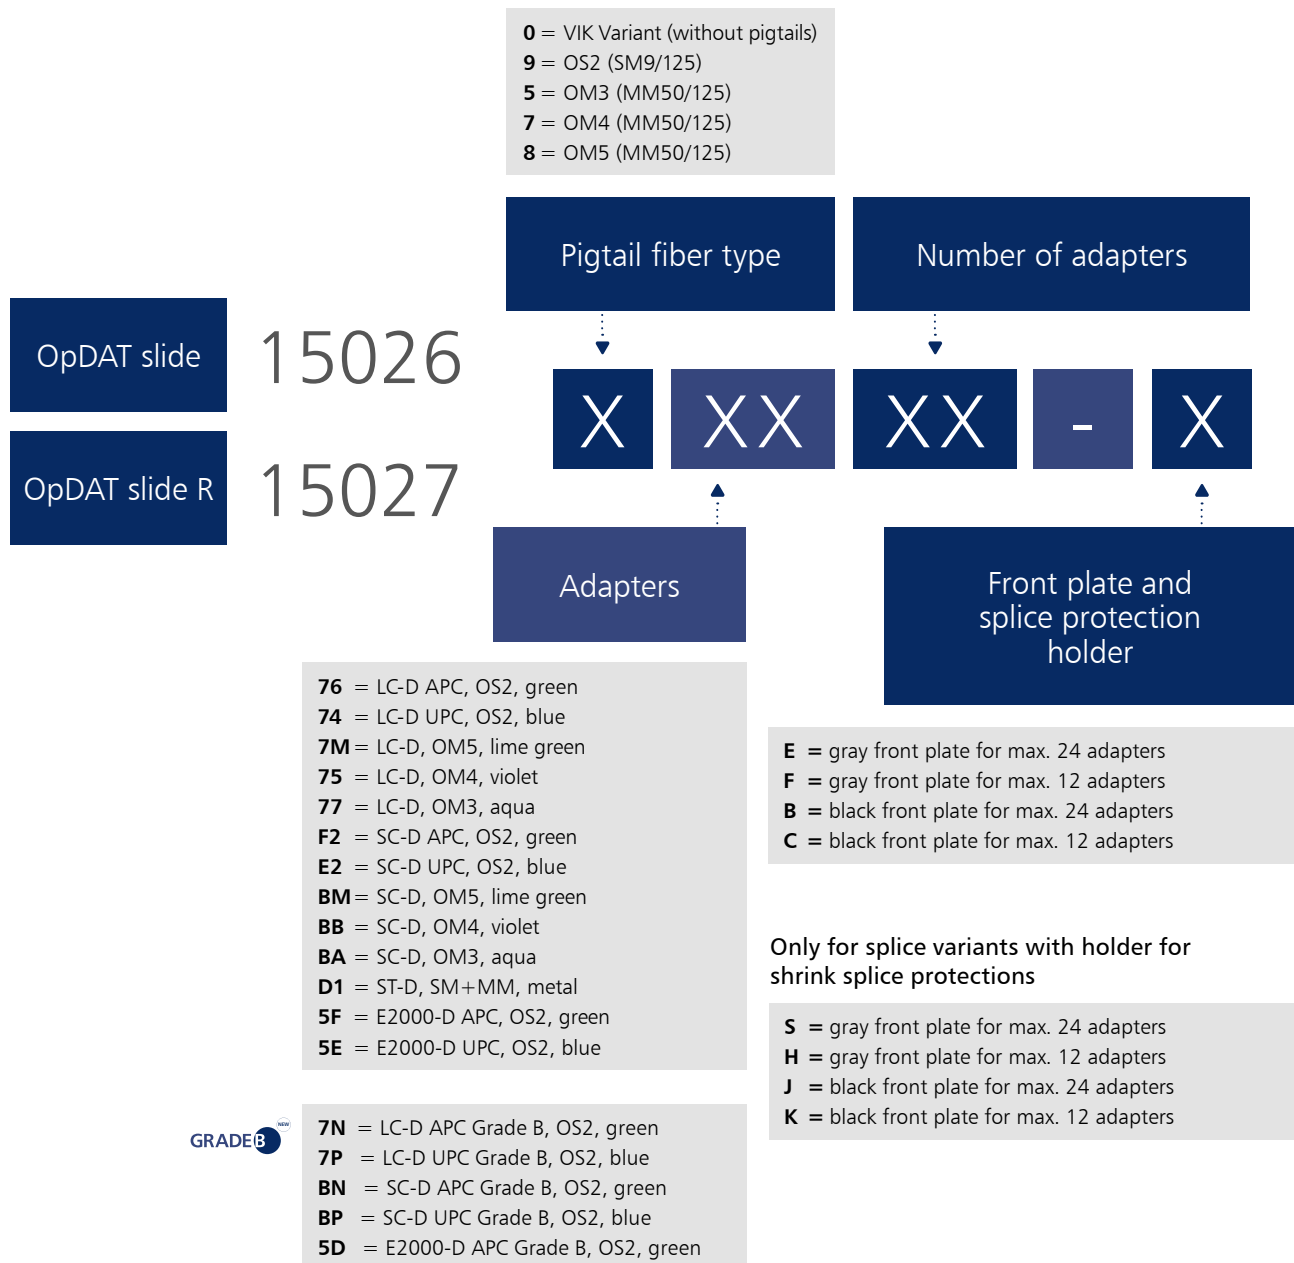 0 = VIK Variant (without pigtails)
9 = OS2 (SM9/125)
5 = OM3 (MM50/125)
7 = OM4 (MM50/125)
8 = OM5 (MM50/125)
Pigtail fiber type
Number of adapters
OpDAT slide
15026
OpDAT slide R
15027
X XX XX - X
Adapters
Front plate and
splice protection
holder
76 = LC-D APC, OS2, green
74 = LC-D UPC, OS2, blue
7M = LC-D, OM5, lime green
75 = LC-D, OM4, violet
77 = LC-D, OM3, aqua
F2 = SC-D APC, OS2, green
E2 = SC-D UPC, OS2, blue
BM = SC-D, OM5, lime green
BB = SC-D, OM4, violet
BA = SC-D, OM3, aqua
D1 = ST-D, SM+MM, metal
5F = E2000-D APC, OS2, green
5E = E2000-D UPC, OS2, blue
E = gray front plate for max. 24 adapters
F = gray front plate for max. 12 adapters
B = black front plate for max. 24 adapters
C = black front plate for max. 12 adapters
Only for splice variants with holder for
shrink splice protections
S = gray front plate for max. 24 adapters
H = gray front plate for max. 12 adapters
J = black front plate for max. 24 adapters
K = black front plate for max. 12 adapters
GRADE B NEW
7N = LC-D APC Grade B, OS2, green
7P = LC-D UPC Grade B, OS2, blue
BN = SC-D APC Grade B, OS2, green
BP = SC-D UPC Grade B, OS2, blue
5D = E2000-D APC Grade B, OS2, green